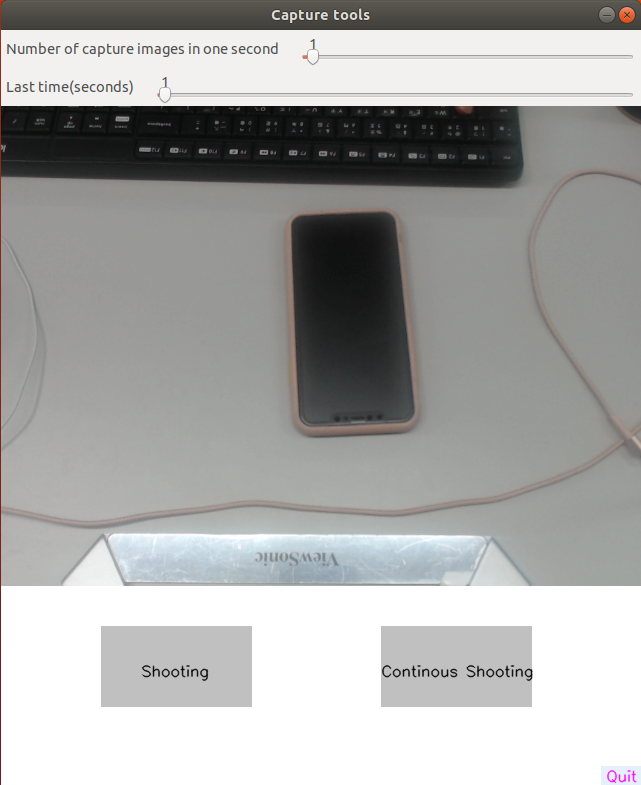 Capture tools
Number of capture images in one second
1
Last time(seconds)
1
ViewSonic
Shooting
Continous Shooting
Quit